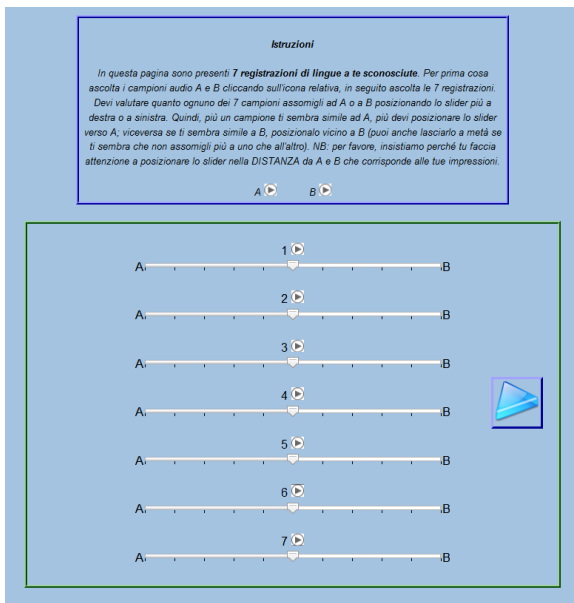 Istruzioni
In questa pagina sono presenti 7 registrazioni di lingue a te sconosciute. Per prima cosa
ascolta i campioni audio A e B cliccando sull'icona relativa, in seguito ascolta le 7 registrazioni.
Devi valutare quanto ognuno dei 7 campioni assomigli ad A o a B posizionando lo slider più a
destra o a sinistra. Quindi, più un campione ti sembra simile ad A, più devi posizionare lo slider
verso A; viceversa se ti sembra simile a B, posizionalo vicino a B (puoi anche lasciarlo a metà se
ti sembra che non assomigli più a uno che all'altro). NB: per favore, insistiamo perché tu faccia
attenzione a posizionare lo slider nella DISTANZA da A e B che corrisponde alle tue impressioni.
A B
1
A B
2
A B
3
A B
4
A B
5
A B
6
A B
7
A B